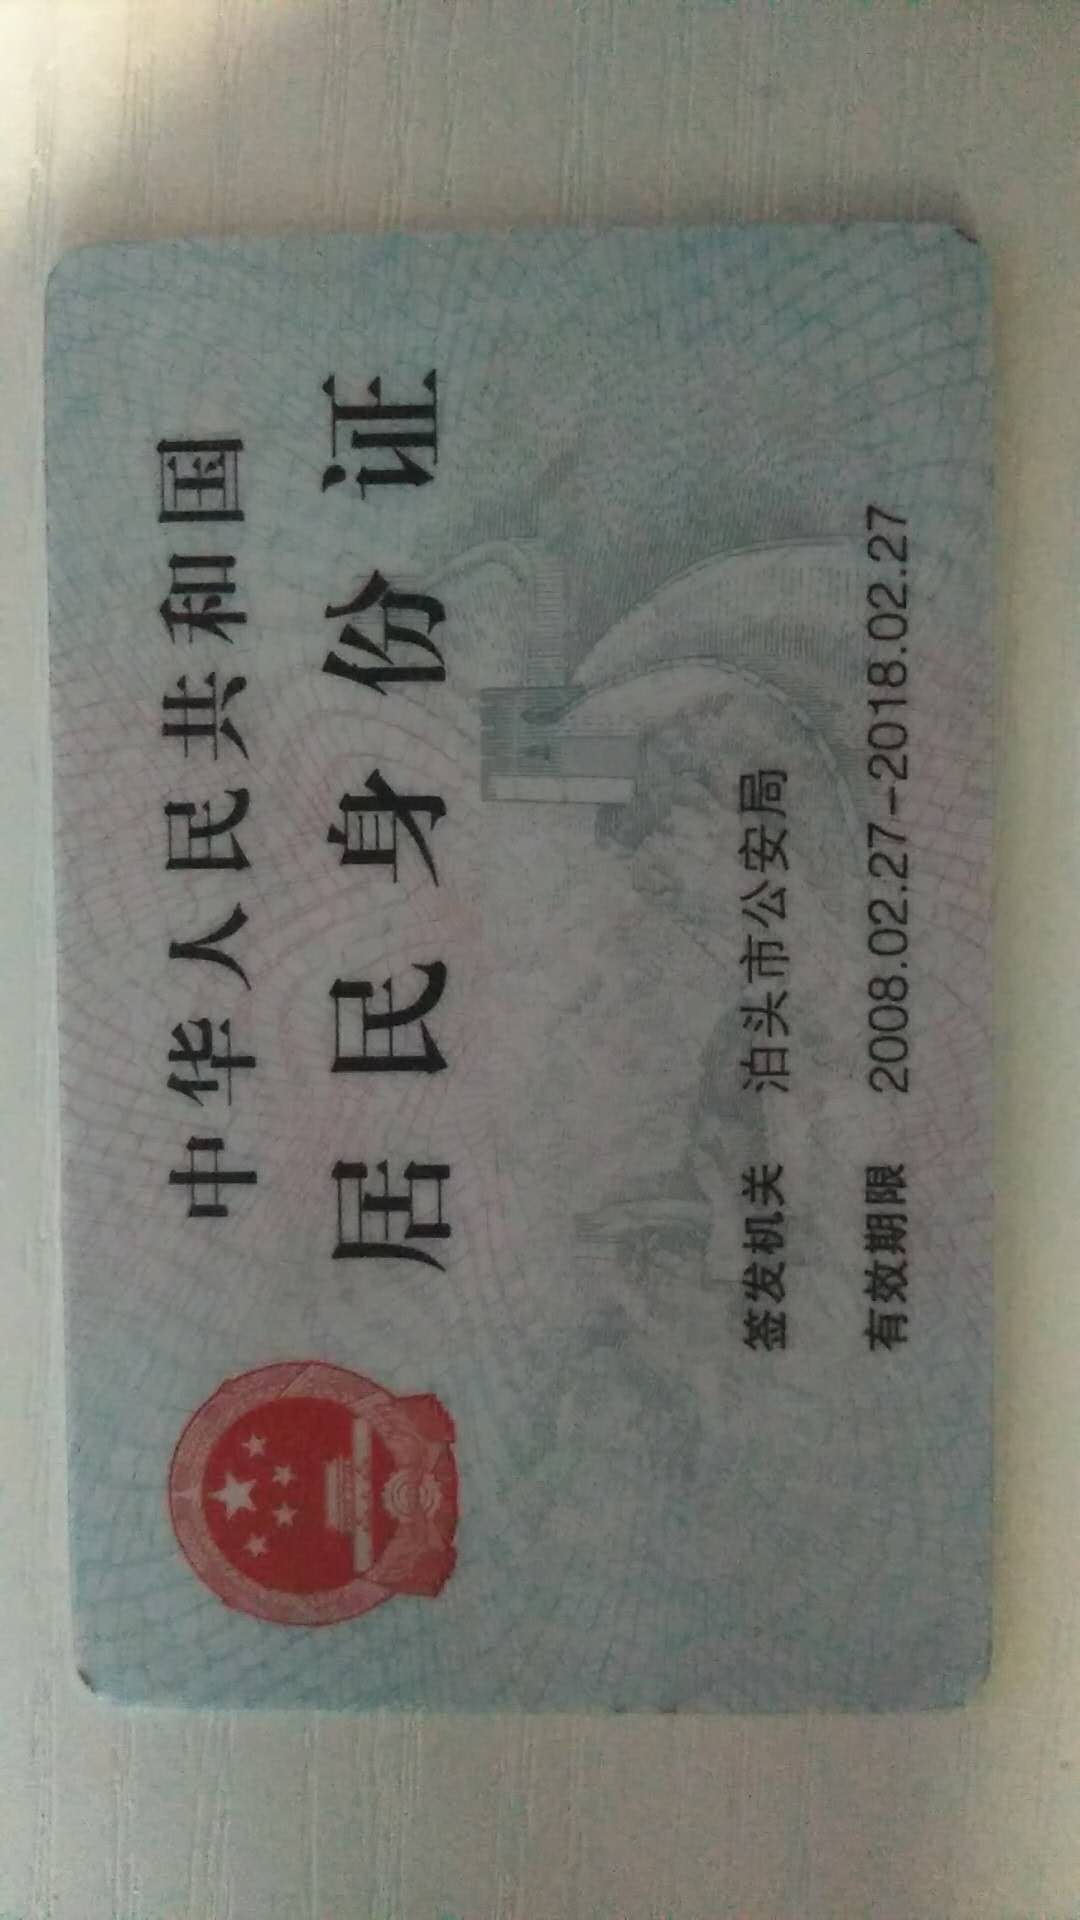 中华人民共和国
居民身份证
签发机关 泊头市公安局
有效期限 2008.02.27-2018.02.27